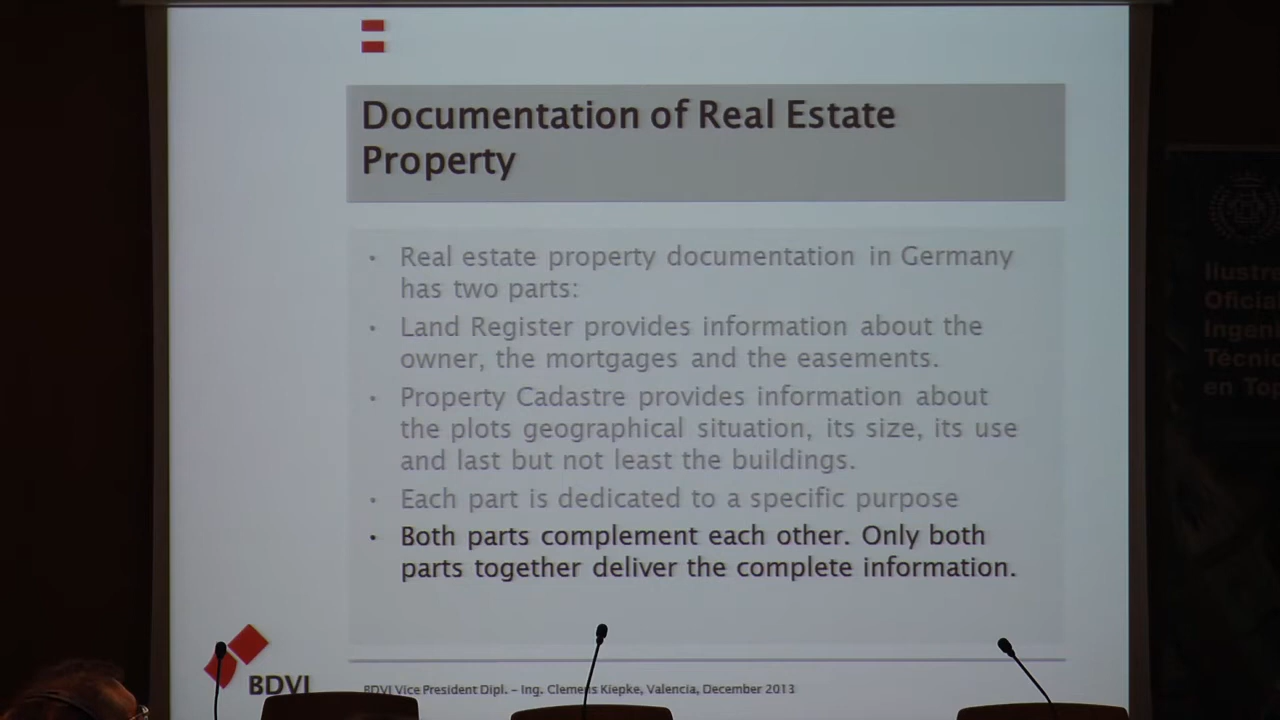 Documentation of Real Estate
Property
• Real estate property documentation in Germany
has two parts:
• Land Register provides information about the
owner, the mortgages and the easements.
• Property Cadastre provides information about
the plots geographical situation, its size, its use
and last but not least the buildings.
• Each part is dedicated to a specific purpose
• Both parts complement each other. Only both
parts together deliver the complete information.
BDVI
BDVI Vice President Dipl. – Ing. Clemens Kiepke, Valencia, December 2013
Ilustr
Oficia
Ingen
Técni
en Top